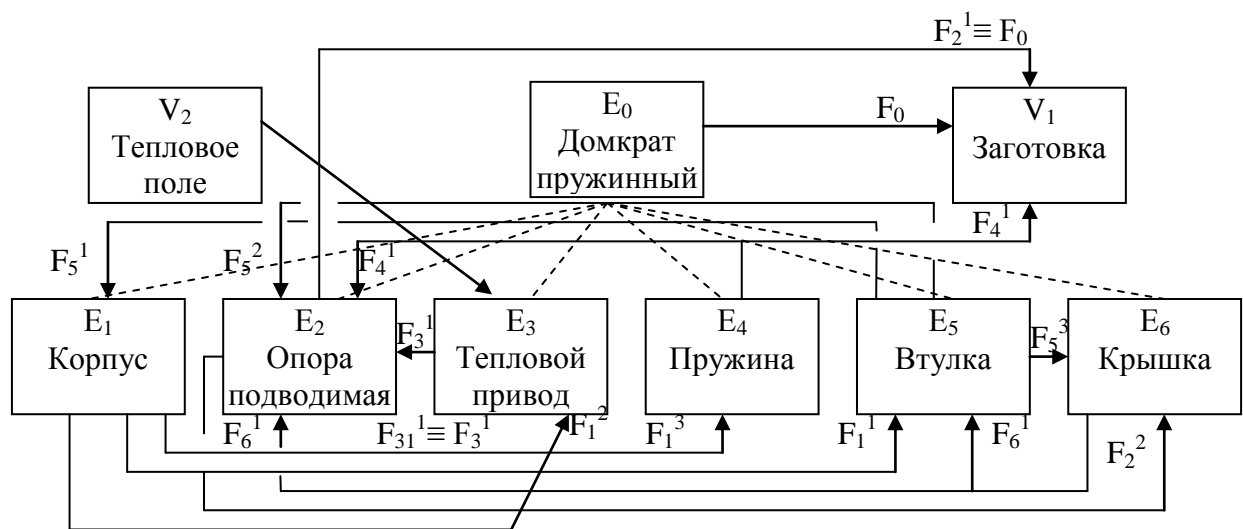 F₂¹≡ F₀
V₂
Тепловое
поле
E₀
Домкрат
пружинный
F₀
V₁
Заготовка
F₄¹
F₅¹
F₅²
F₄¹
E₁
Корпус
E₂
Опора
подводимая
F₃¹
E₃
Тепловой
привод
E₄
Пружина
E₅
Втулка
F₅³
E₆
Крышка
F₆¹
F₃₁¹≡ F₃¹
F₁²
F₁³
F₁¹
F₆¹
F₂²